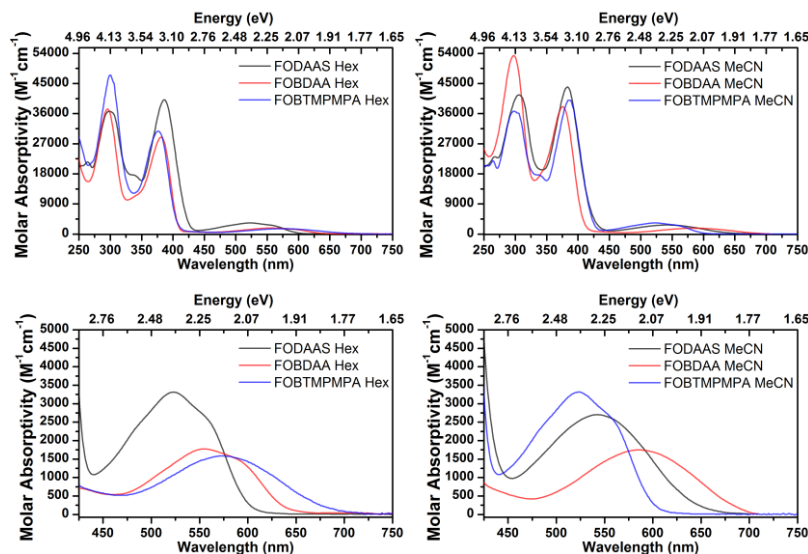 Energy (eV)
4.96 4.13 3.54 3.10 2.76 2.48 2.25 2.07 1.91 1.77 1.65
Molar Absorptivity (M⁻¹cm⁻¹)
54000
45000
36000
27000
18000
9000
0
FODAAS Hex
FOBDAA Hex
FOBTMPMPA Hex
250 300 350 400 450 500 550 600 650 700 750
Wavelength (nm)
Energy (eV)
4.96 4.13 3.54 3.10 2.76 2.48 2.25 2.07 1.91 1.77 1.65
Molar Absorptivity (M⁻¹cm⁻¹)
54000
45000
36000
27000
18000
9000
0
FODAAS MeCN
FOBDAA MeCN
FOBTMPMPA MeCN
250 300 350 400 450 500 550 600 650 700 750
Wavelength (nm)
Energy (eV)
2.76 2.48 2.25 2.07 1.91 1.77 1.65
Molar Absorptivity (M⁻¹cm⁻¹)
5000
4500
4000
3500
3000
2500
2000
1500
1000
500
0
FODAAS Hex
FOBDAA Hex
FOBTMPMPA Hex
450 500 550 600 650 700 750
Wavelength (nm)
Energy (eV)
2.76 2.48 2.25 2.07 1.91 1.77 1.65
Molar Absorptivity (M⁻¹cm⁻¹)
5000
4500
4000
3500
3000
2500
2000
1500
1000
500
0
FODAAS MeCN
FOBDAA MeCN
FOBTMPMPA MeCN
450 500 550 600 650 700 750
Wavelength (nm)